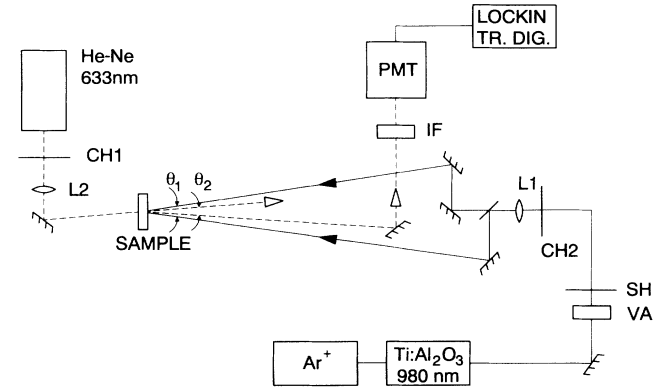 LOCKIN
TR. DIG.
He-Ne
633nm
PMT
IF
CH1
L2
θ1
θ2
L1
SAMPLE
CH2
SH
VA
Ar+
Ti:Al2O3
980 nm